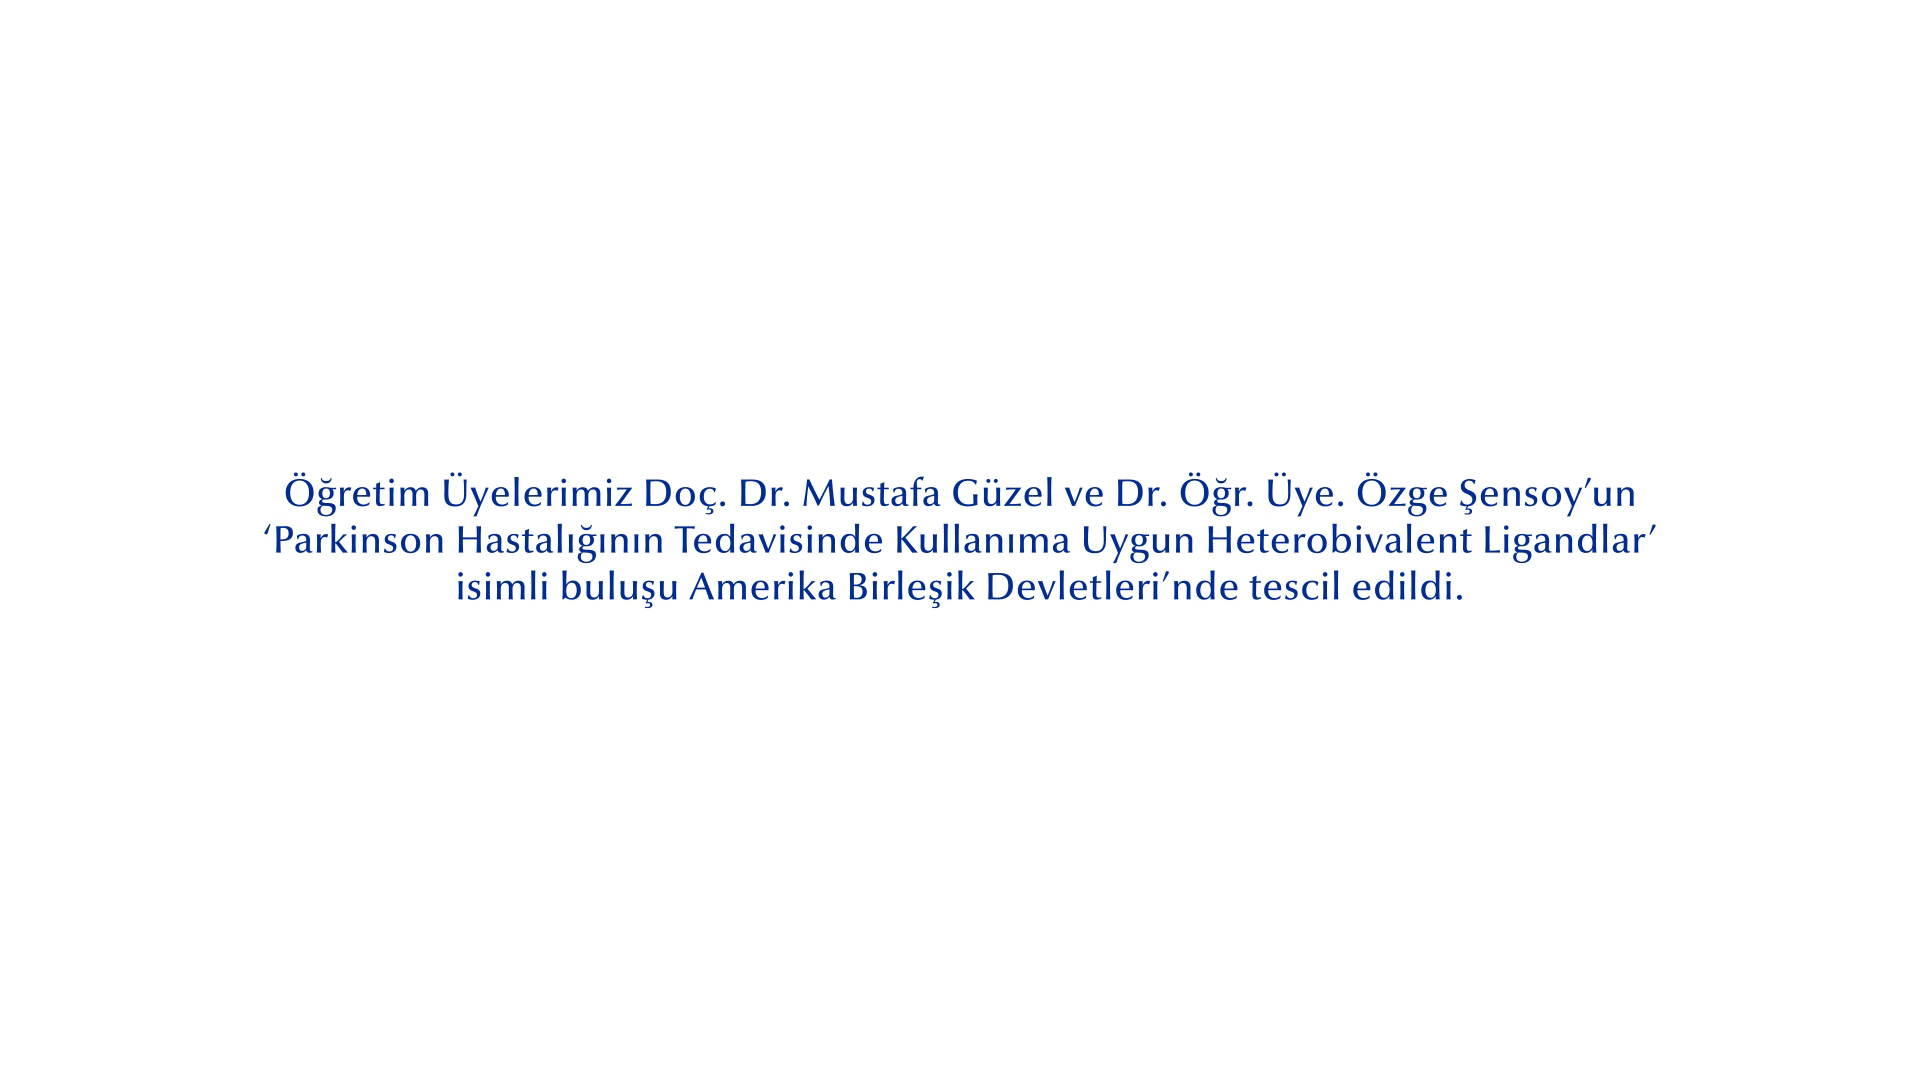 Öğretim Üyelerimiz Doç. Dr. Mustafa Güzel ve Dr. Öğr. Üye. Özge Şensoy’un
‘Parkinson Hastalığının Tedavisinde Kullanıma Uygun Heterobivalent Ligandlar’
isimli buluşu Amerika Birleşik Devletleri’nde tescil edildi.